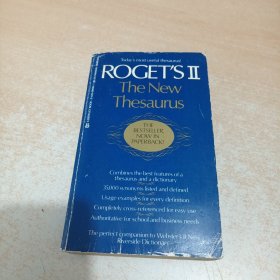 Today's most useful thesaurus!
ROGET'S II
The New
Thesaurus
THE
BESTSELLER,
NOW IN
PAPERBACK!
Combines the best features of a
thesaurus and a dictionary
35,000 synonyms listed and defined
Usage examples for every definition
Completely cross-referenced for easy use
Authoritative for school and business needs
The perfect companion to Webster's II New
Riverside Dictionary